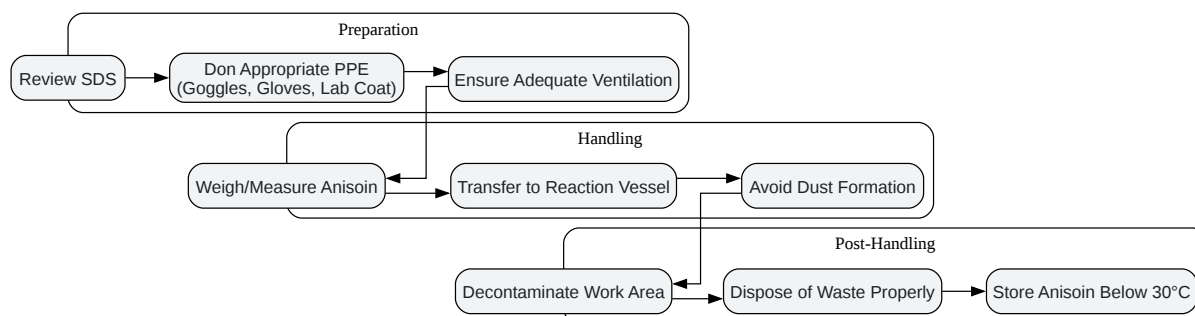 Preparation
Review SDS
Don Appropriate PPE
(Goggles, Gloves, Lab Coat)
Ensure Adequate Ventilation
Handling
Weigh/Measure Anisoin
Transfer to Reaction Vessel
Avoid Dust Formation
Post-Handling
Decontaminate Work Area
Dispose of Waste Properly
Store Anisoin Below 30°C